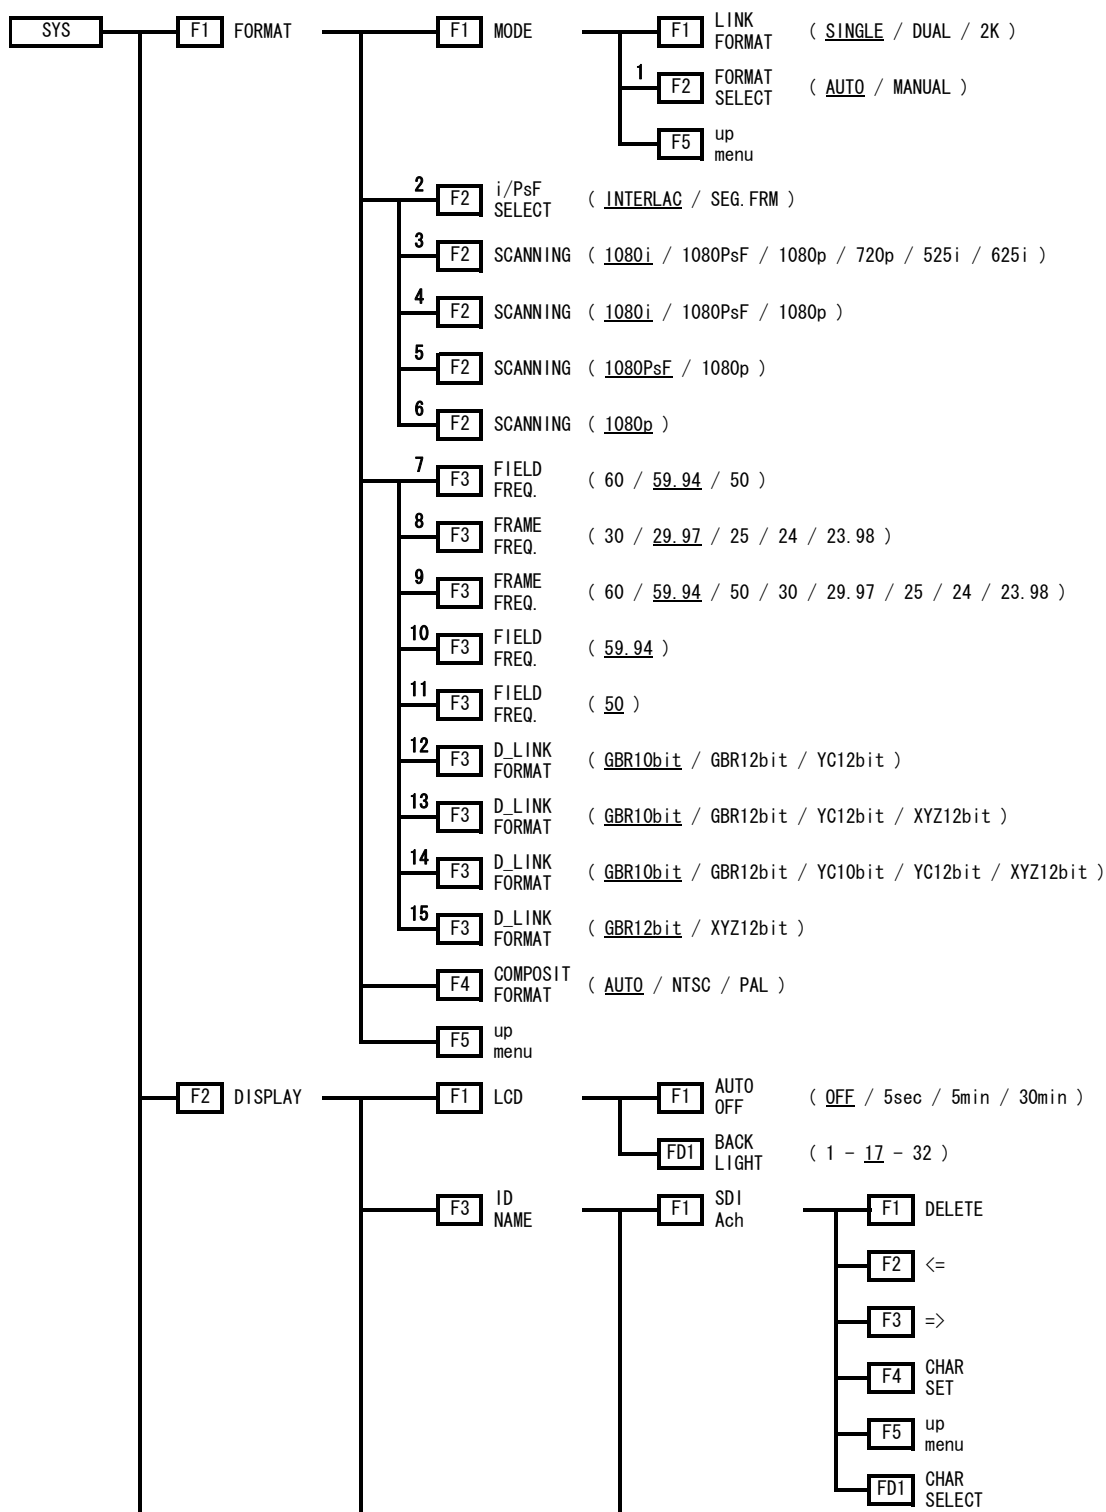 SYS F1 FORMAT F1 MODE F1 LINK FORMAT ( SINGLE / DUAL / 2K )
1 F2 FORMAT SELECT ( AUTO / MANUAL )
F5 up menu
2 F2 i/PsF SELECT ( INTERLAC / SEG.FRM )
3 F2 SCANNING ( 1080i / 1080PsF / 1080p / 720p / 525i / 625i )
4 F2 SCANNING ( 1080i / 1080PsF / 1080p )
5 F2 SCANNING ( 1080PsF / 1080p )
6 F2 SCANNING ( 1080p )
7 F3 FIELD FREQ. ( 60 / 59.94 / 50 )
8 F3 FRAME FREQ. ( 30 / 29.97 / 25 / 24 / 23.98 )
9 F3 FRAME FREQ. ( 60 / 59.94 / 50 / 30 / 29.97 / 25 / 24 / 23.98 )
10 F3 FIELD FREQ. ( 59.94 )
11 F3 FIELD FREQ. ( 50 )
12 F3 D_LINK FORMAT ( GBR10bit / GBR12bit / YC12bit )
13 F3 D_LINK FORMAT ( GBR10bit / GBR12bit / YC12bit / XYZ12bit )
14 F3 D_LINK FORMAT ( GBR10bit / GBR12bit / YC10bit / YC12bit / XYZ12bit )
15 F3 D_LINK FORMAT ( GBR12bit / XYZ12bit )
F4 COMPOSIT FORMAT ( AUTO / NTSC / PAL )
F5 up menu
F2 DISPLAY F1 LCD F1 AUTO OFF ( OFF / 5sec / 5min / 30min )
FD1 BACK LIGHT ( 1 - 17 - 32 )
F3 ID NAME F1 SDI Ach F1 DELETE
F2 <=
F3 =>
F4 CHAR SET
F5 up menu
FD1 CHAR SELECT